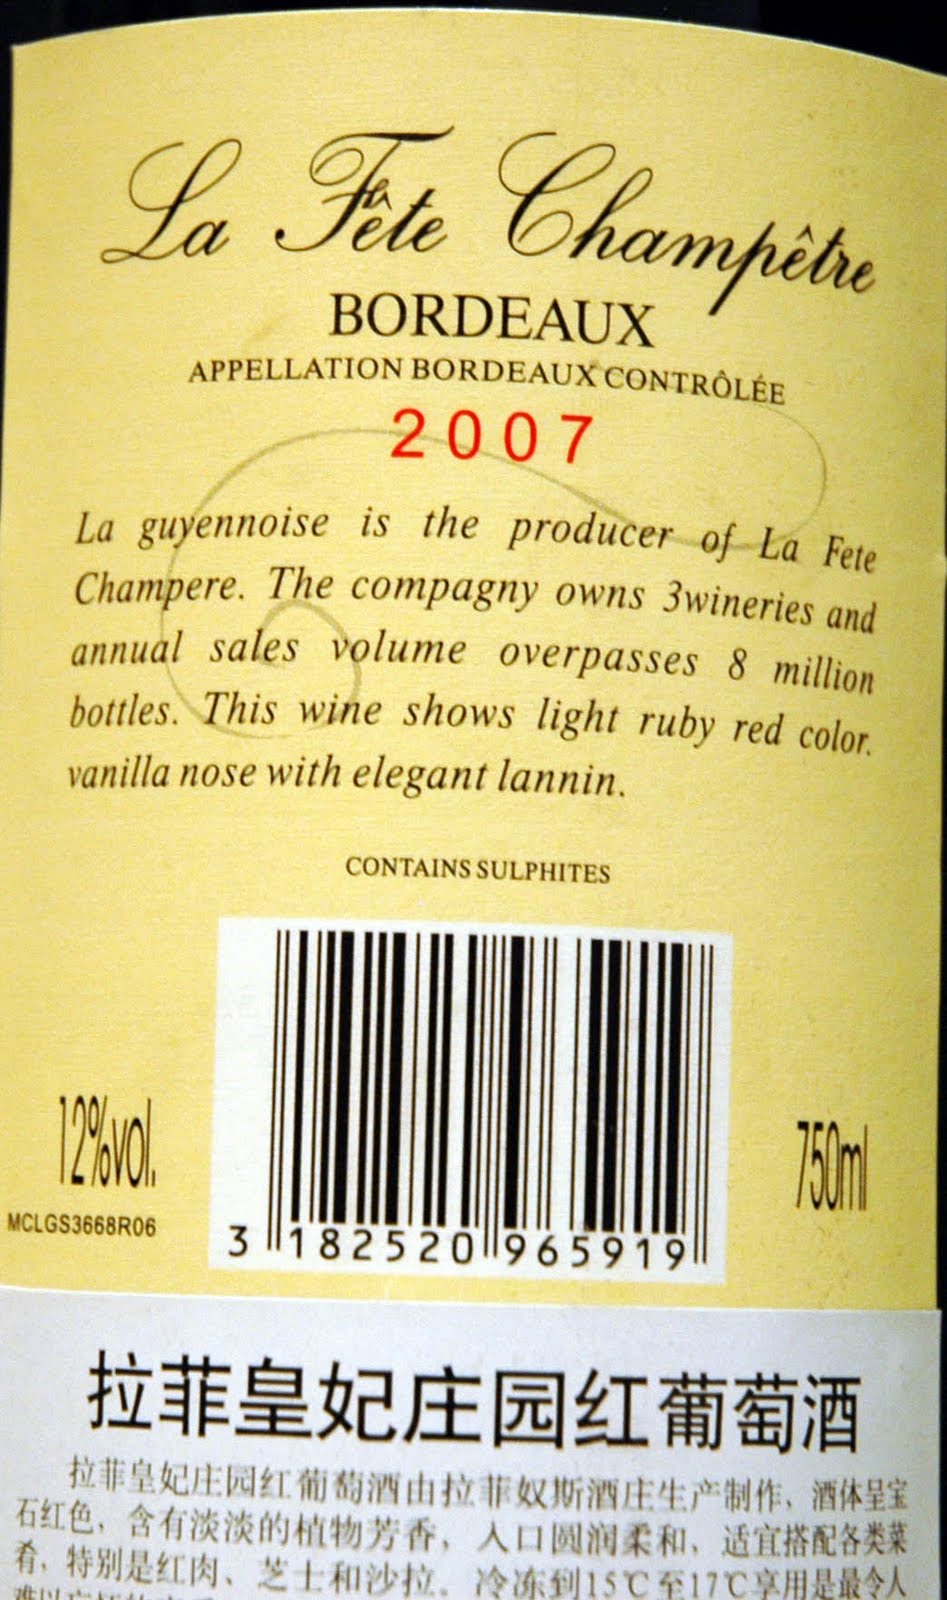 La Fête Champêtre
BORDEAUX
APPELLATION BORDEAUX CONTRÔLÉE
2007
La guyennoise is the producer of La Fete
Champere. The compagny owns 3wineries and
annual sales volume overpasses 8 million
bottles. This wine shows light ruby red color.
vanilla nose with elegant lannin.
CONTAINS SULPHITES
12%vol.
750ml
MCLGS3668R06
3 182520 965919
拉菲皇妃庄园红葡萄酒
拉菲皇妃庄园红葡萄酒由拉菲奴斯酒庄生产制作，酒体呈宝
石红色，含有淡淡的植物芳香，入口圆润柔和，适宜搭配各类菜
肴，特别是红肉、芝士和沙拉。冷冻到15℃至17℃享用是最令人